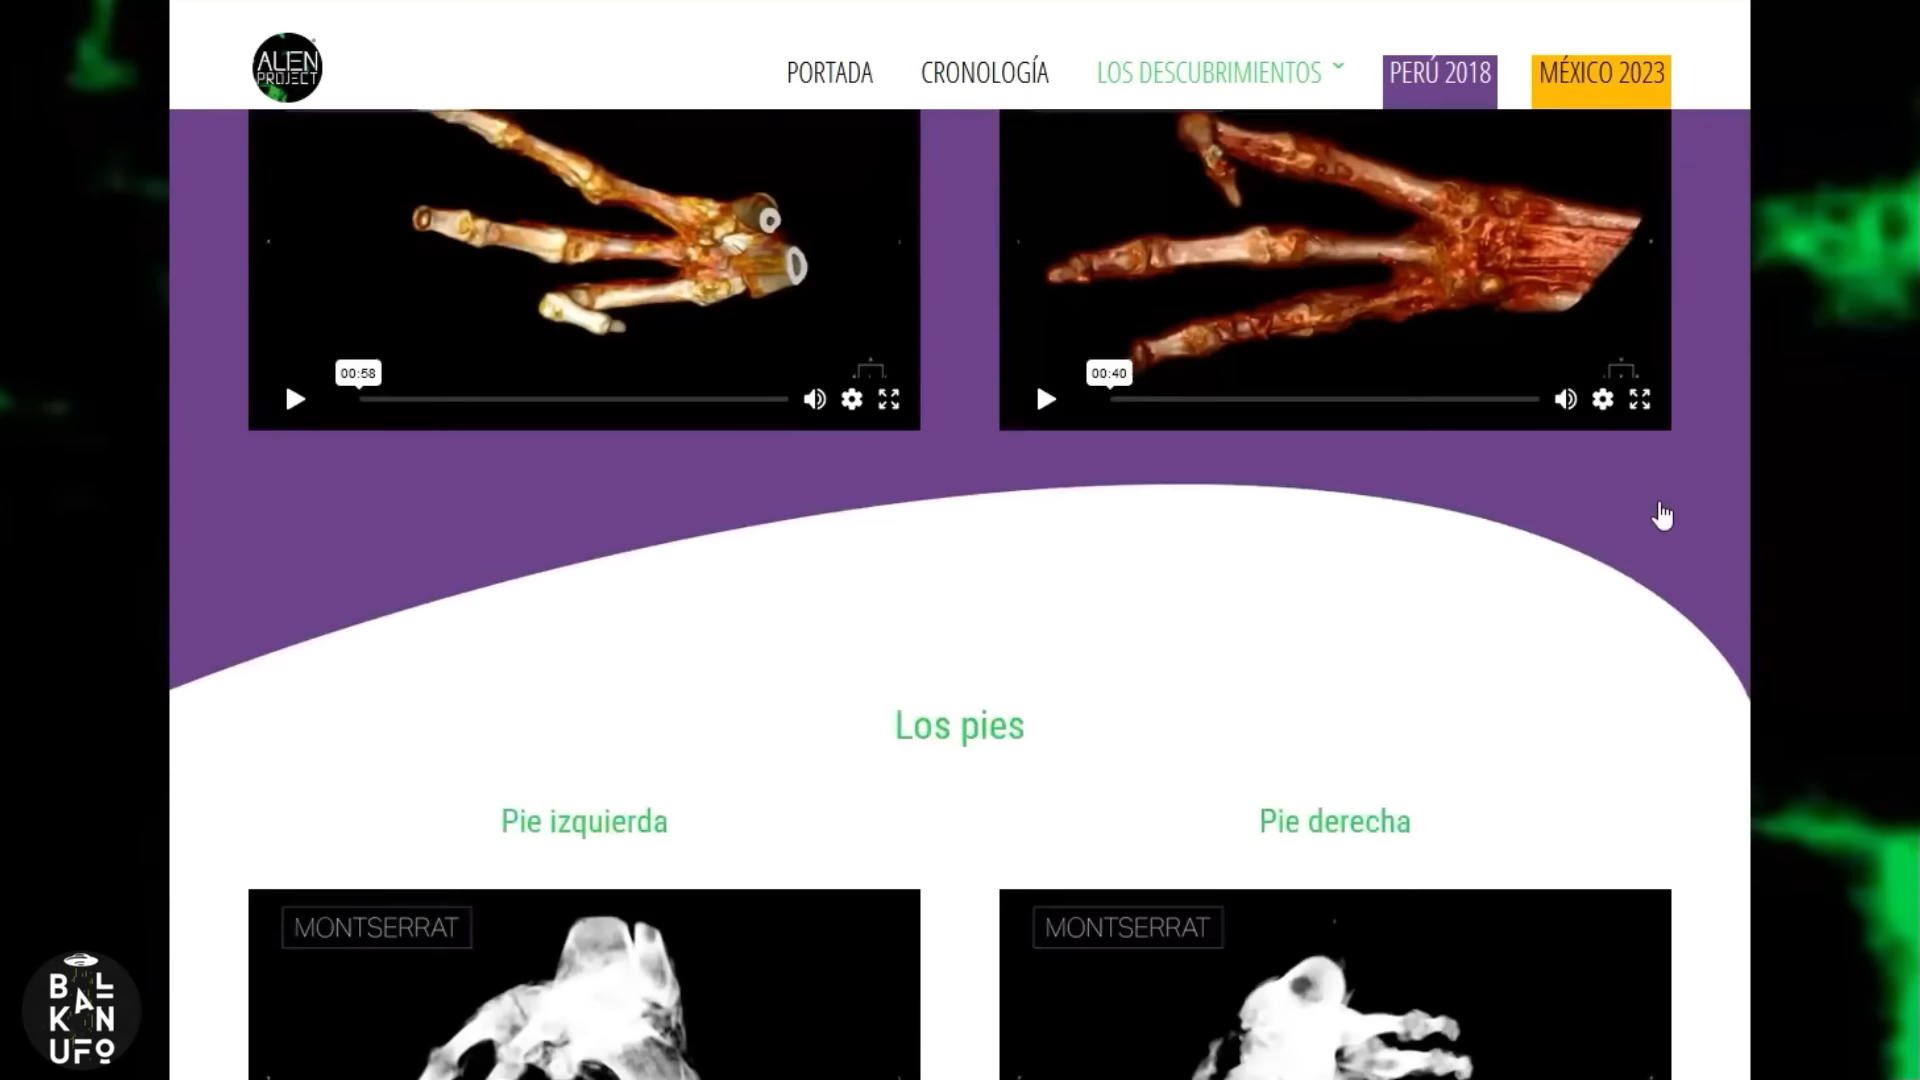 ALIEN
PROJECT
PORTADA
CRONOLOGÍA
LOS DESCUBRIMIENTOS
PERÚ 2018
MÉXICO 2023
00:58
00:40
Los pies
Pie izquierda
Pie derecha
MONTSERRAT
MONTSERRAT
BALKAN
UFO